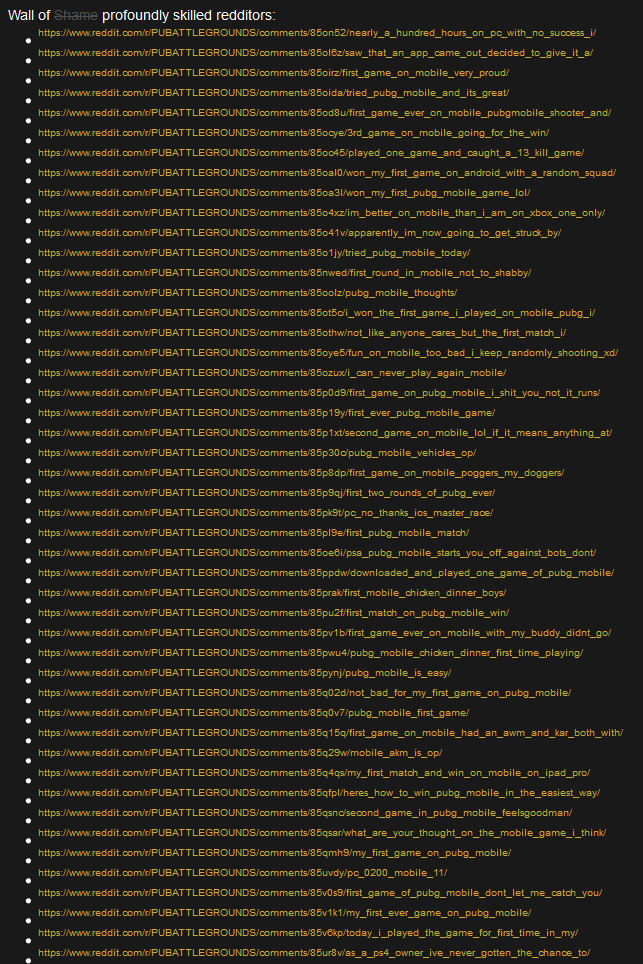 Wall of Shame profoundly skilled redditors:
https://www.reddit.com/r/PUBATTLEGROUNDS/comments/85on52/nearly_a_hundred_hours_on_pc_with_no_success_i/
https://www.reddit.com/r/PUBATTLEGROUNDS/comments/85ol6z/saw_that_an_app_came_out_decided_to_give_it_a/
https://www.reddit.com/r/PUBATTLEGROUNDS/comments/85oirz/first_game_on_mobile_very_proud/
https://www.reddit.com/r/PUBATTLEGROUNDS/comments/85oida/tried_pubg_mobile_and_its_great/
https://www.reddit.com/r/PUBATTLEGROUNDS/comments/85od8u/first_game_ever_on_mobile_pubgmobile_shooter_and/
https://www.reddit.com/r/PUBATTLEGROUNDS/comments/85ocye/3rd_game_on_mobile_going_for_the_win/
https://www.reddit.com/r/PUBATTLEGROUNDS/comments/85oc45/played_one_game_and_caught_a_13_kill_game/
https://www.reddit.com/r/PUBATTLEGROUNDS/comments/85oal0/won_my_first_game_on_android_with_a_random_squad/
https://www.reddit.com/r/PUBATTLEGROUNDS/comments/85oa3l/won_my_first_pubg_mobile_game_lol/
https://www.reddit.com/r/PUBATTLEGROUNDS/comments/85o4xz/im_better_on_mobile_than_i_am_on_xbox_one_only/
https://www.reddit.com/r/PUBATTLEGROUNDS/comments/85o41v/apparently_im_now_going_to_get_struck_by/
https://www.reddit.com/r/PUBATTLEGROUNDS/comments/85o1jy/tried_pubg_mobile_today/
https://www.reddit.com/r/PUBATTLEGROUNDS/comments/85nwed/first_round_in_mobile_not_to_shabby/
https://www.reddit.com/r/PUBATTLEGROUNDS/comments/85oolz/pubg_mobile_thoughts/
https://www.reddit.com/r/PUBATTLEGROUNDS/comments/85ot5c/i_won_the_first_game_i_played_on_mobile_pubg_i/
https://www.reddit.com/r/PUBATTLEGROUNDS/comments/85othw/not_like_anyone_cares_but_the_first_match_i/
https://www.reddit.com/r/PUBATTLEGROUNDS/comments/85oye5/fun_on_mobile_too_bad_i_keep_randomly_shooting_xd/
https://www.reddit.com/r/PUBATTLEGROUNDS/comments/85ozux/i_can_never_play_again_mobile/
https://www.reddit.com/r/PUBATTLEGROUNDS/comments/85p0d9/first_game_on_pubg_mobile_i_shit_you_not_it_runs/
https://www.reddit.com/r/PUBATTLEGROUNDS/comments/85p19y/first_ever_pubg_mobile_game/
https://www.reddit.com/r/PUBATTLEGROUNDS/comments/85p1xt/second_game_on_mobile_lol_if_it_means_anything_at/
https://www.reddit.com/r/PUBATTLEGROUNDS/comments/85p30c/pubg_mobile_vehicles_op/
https://www.reddit.com/r/PUBATTLEGROUNDS/comments/85p8dp/first_game_on_mobile_poggers_my_doggers/
https://www.reddit.com/r/PUBATTLEGROUNDS/comments/85p9qj/first_two_rounds_of_pubg_ever/
https://www.reddit.com/r/PUBATTLEGROUNDS/comments/85pk9t/pc_no_thanks_ios_master_race/
https://www.reddit.com/r/PUBATTLEGROUNDS/comments/85pl9e/first_pubg_mobile_match/
https://www.reddit.com/r/PUBATTLEGROUNDS/comments/85oe6i/psa_pubg_mobile_starts_you_off_against_bots_dont/
https://www.reddit.com/r/PUBATTLEGROUNDS/comments/85ppdw/downloaded_and_played_one_game_of_pubg_mobile/
https://www.reddit.com/r/PUBATTLEGROUNDS/comments/85prak/first_mobile_chicken_dinner_boys/
https://www.reddit.com/r/PUBATTLEGROUNDS/comments/85pu2f/first_match_on_pubg_mobile_win/
https://www.reddit.com/r/PUBATTLEGROUNDS/comments/85pv1b/first_game_ever_on_mobile_with_my_buddy_didnt_go/
https://www.reddit.com/r/PUBATTLEGROUNDS/comments/85pwu4/pubg_mobile_chicken_dinner_first_time_playing/
https://www.reddit.com/r/PUBATTLEGROUNDS/comments/85pynj/pubg_mobile_is_easy/
https://www.reddit.com/r/PUBATTLEGROUNDS/comments/85q02d/not_bad_for_my_first_game_on_pubg_mobile/
https://www.reddit.com/r/PUBATTLEGROUNDS/comments/85q0v7/pubg_mobile_first_game/
https://www.reddit.com/r/PUBATTLEGROUNDS/comments/85q15q/first_game_on_mobile_had_an_awm_and_kar_both_with/
https://www.reddit.com/r/PUBATTLEGROUNDS/comments/85q29w/mobile_akm_is_op/
https://www.reddit.com/r/PUBATTLEGROUNDS/comments/85q4qs/my_first_match_and_win_on_mobile_on_ipad_pro/
https://www.reddit.com/r/PUBATTLEGROUNDS/comments/85qfpl/heres_how_to_win_pubg_mobile_in_the_easiest_way/
https://www.reddit.com/r/PUBATTLEGROUNDS/comments/85qsnc/second_game_in_pubg_mobile_feelsgoodman/
https://www.reddit.com/r/PUBATTLEGROUNDS/comments/85qsar/what_are_your_thought_on_the_mobile_game_i_think/
https://www.reddit.com/r/PUBATTLEGROUNDS/comments/85qmh9/my_first_game_on_pubg_mobile/
https://www.reddit.com/r/PUBATTLEGROUNDS/comments/85uvdy/pc_0200_mobile_11/
https://www.reddit.com/r/PUBATTLEGROUNDS/comments/85v0s9/first_game_of_pubg_mobile_dont_let_me_catch_you/
https://www.reddit.com/r/PUBATTLEGROUNDS/comments/85v1k1/my_first_ever_game_on_pubg_mobile/
https://www.reddit.com/r/PUBATTLEGROUNDS/comments/85v6kp/today_i_played_the_game_for_first_time_in_my/
https://www.reddit.com/r/PUBATTLEGROUNDS/comments/85ur8v/as_a_ps4_owner_ive_never_gotten_the_chance_to/